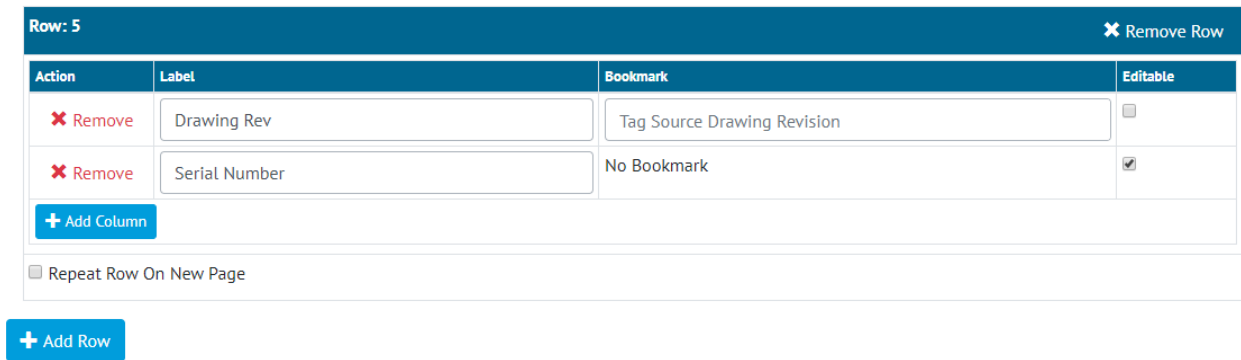 Row: 5
Remove Row
Action Label Bookmark Editable
Remove Drawing Rev Tag Source Drawing Revision
Remove Serial Number No Bookmark
Add Column
Repeat Row On New Page
Add Row